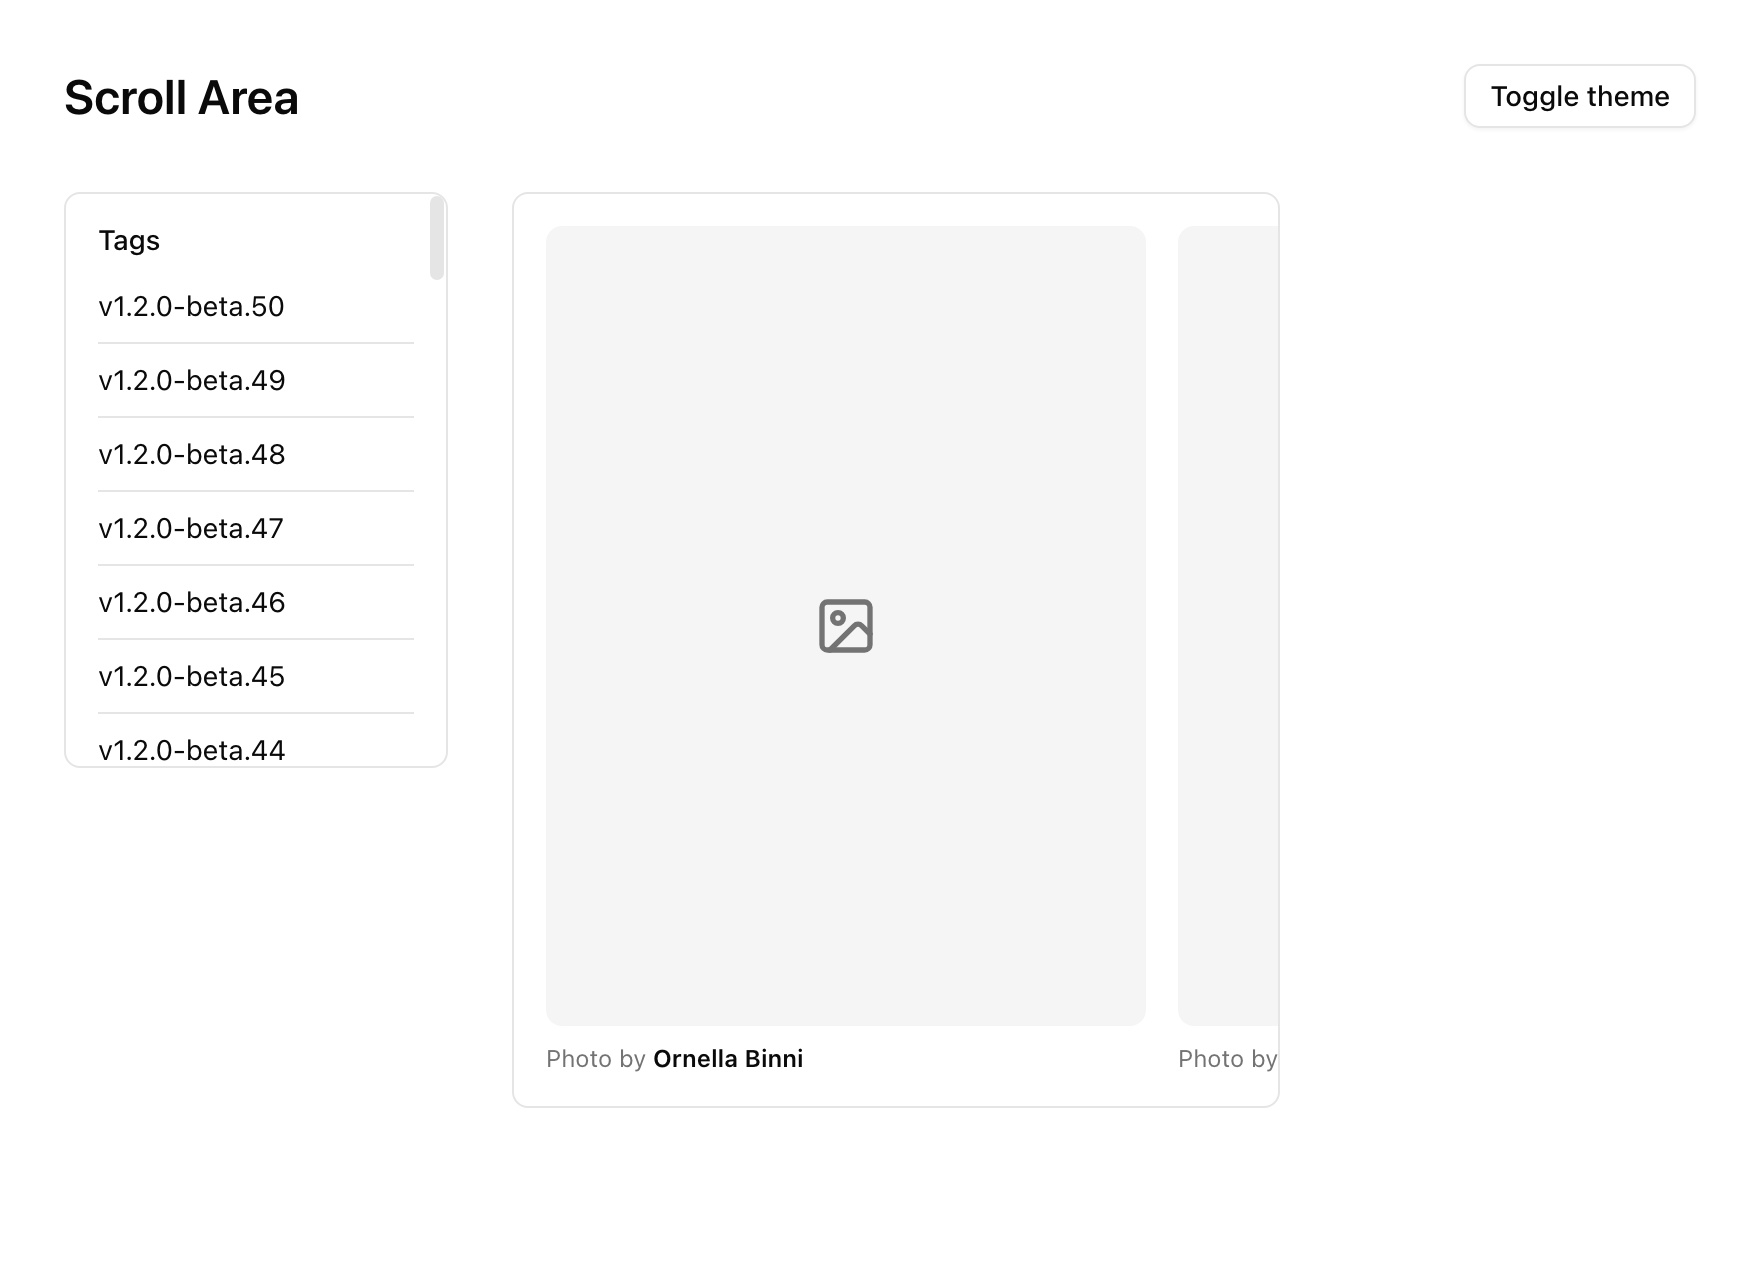 Scroll Area
Toggle theme
Tags
v1.2.0-beta.50
v1.2.0-beta.49
v1.2.0-beta.48
v1.2.0-beta.47
v1.2.0-beta.46
v1.2.0-beta.45
v1.2.0-beta.44
Photo by Ornella Binni
Photo by